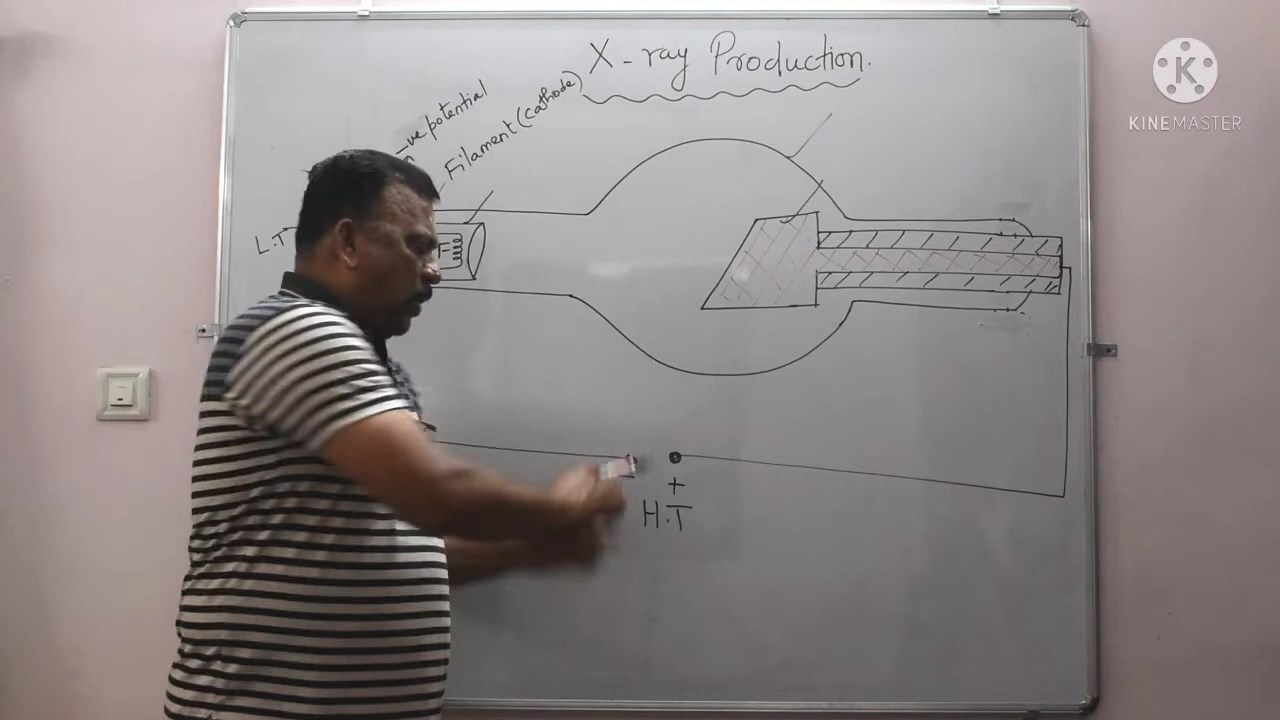 X-ray Production.
-ve potential
Filament (cathode)
L.T
F
+
H.T
KINEMASTER